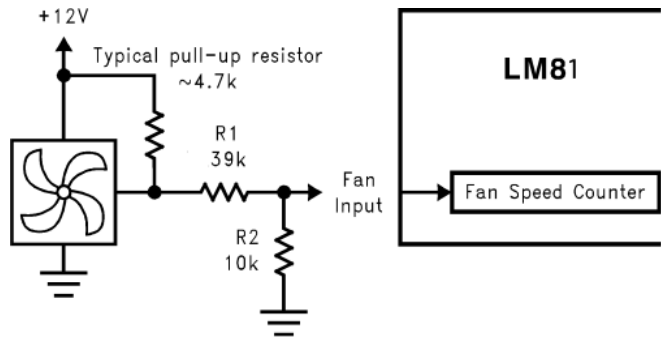 +12V
Typical pull-up resistor
~4.7k
R1
39k
R2
10k
Fan
Input
LM81
Fan Speed Counter